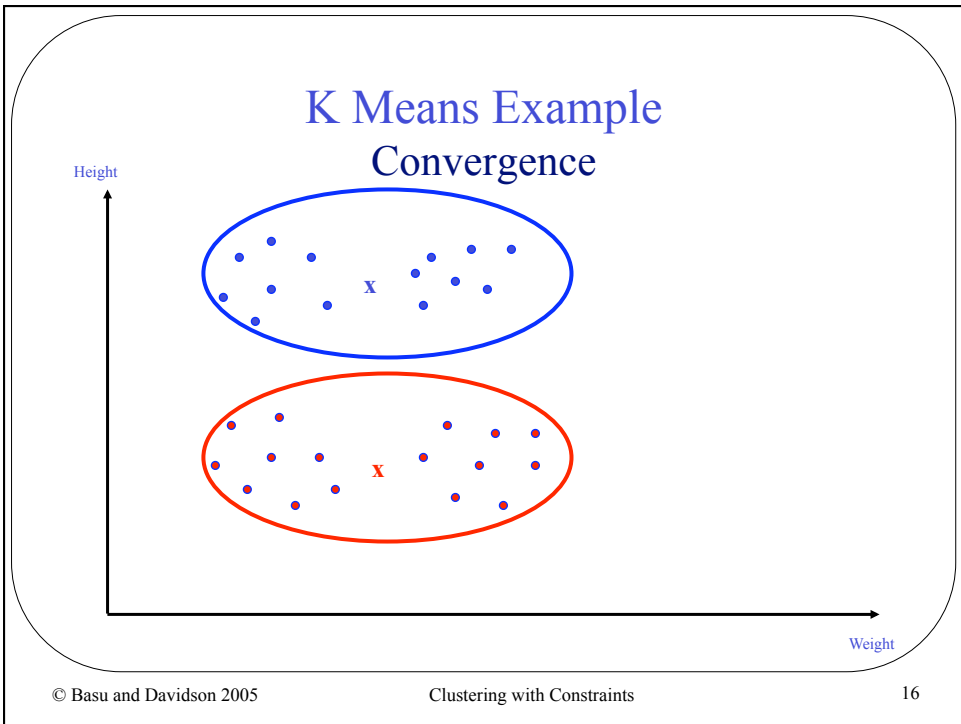 K Means Example
Convergence
Height
x
x
Weight
© Basu and Davidson 2005
Clustering with Constraints
16